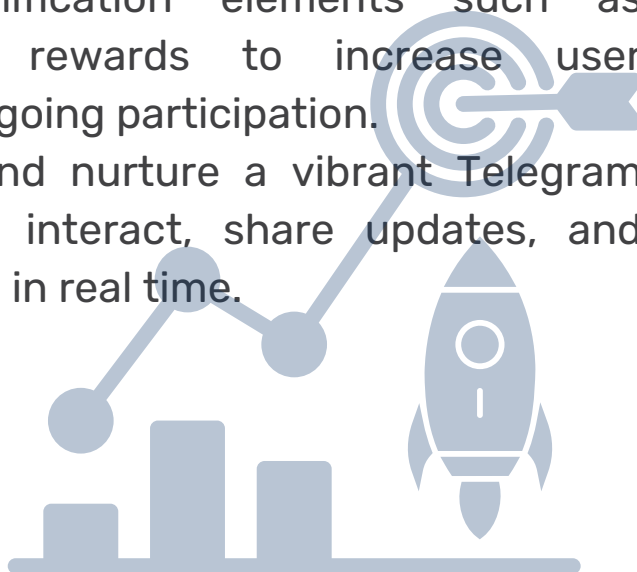 rewards to increase user
going participation.
nd nurture a vibrant Telegram
interact, share updates, and
in real time.